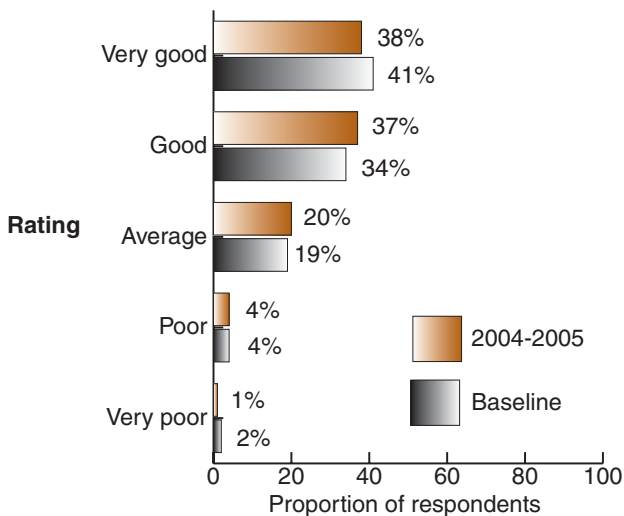 Very good
38%
41%
Good
37%
34%
Rating
Average
20%
19%
Poor
4%
4%
2004-2005
Baseline
Very poor
1%
2%
0 20 40 60 80 100
Proportion of respondents